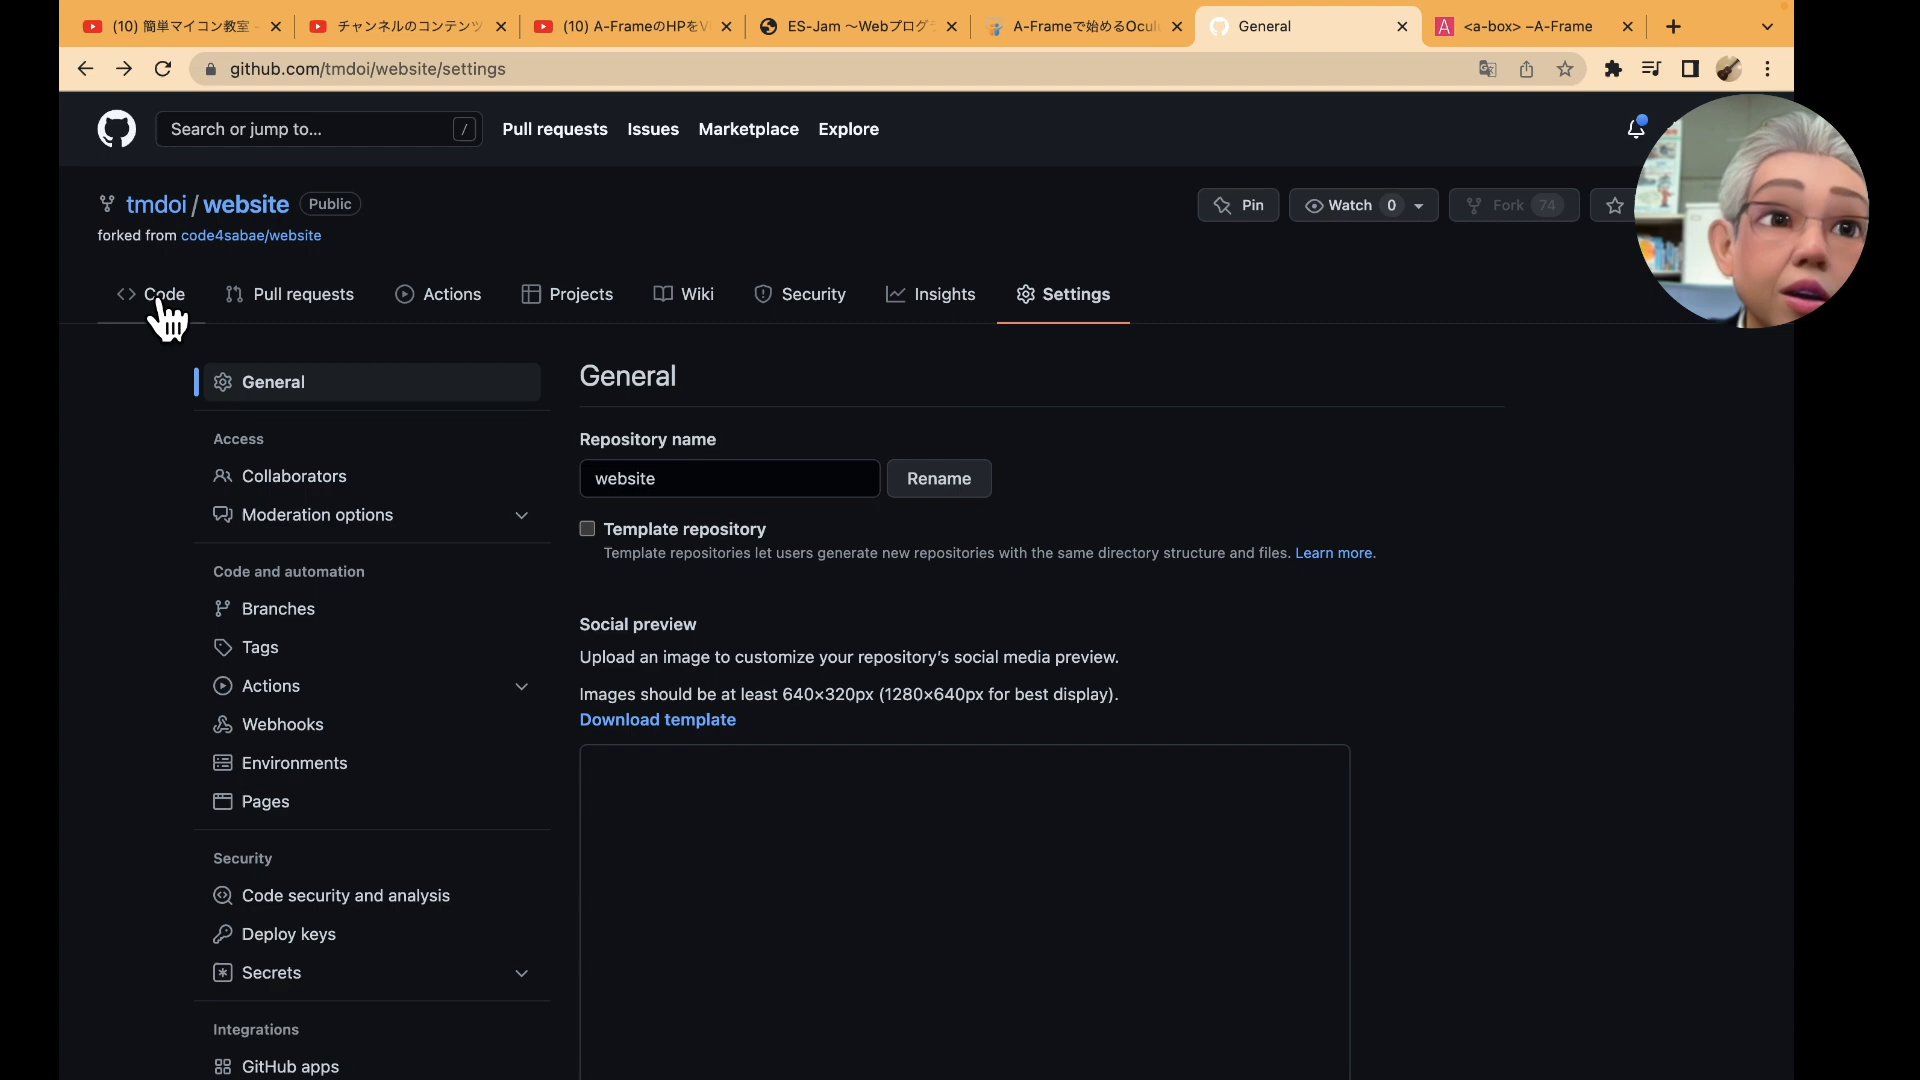 (10) 簡単マイコン教室 -
チャンネルのコンテンツ
(10) A-FrameのHPをV
ES-Jam 〜Webプログラ
A-Frameで始めるOcul
General
<a-box> –A-Frame
github.com/tmdoi/website/settings
Search or jump to...
/
Pull requests
Issues
Marketplace
Explore
tmdoi / website
Public
forked from code4sabae/website
Pin
Watch 0
Fork 74
Code
Pull requests
Actions
Projects
Wiki
Security
Insights
Settings
General
Access
Collaborators
Moderation options
Code and automation
Branches
Tags
Actions
Webhooks
Environments
Pages
Security
Code security and analysis
Deploy keys
Secrets
Integrations
GitHub apps
General
Repository name
website
Rename
Template repository
Template repositories let users generate new repositories with the same directory structure and files. Learn more.
Social preview
Upload an image to customize your repository's social media preview.
Images should be at least 640×320px (1280×640px for best display).
Download template